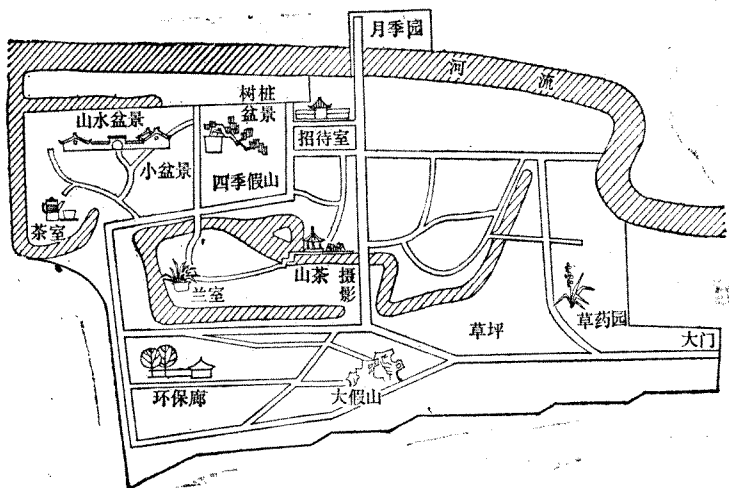 月季园
河流
树桩
盆景
山水盆景
招待室
小盆景
四季假山
茶室
兰室
山茶
摄影
草药园
草坪
大门
环保廊
大假山